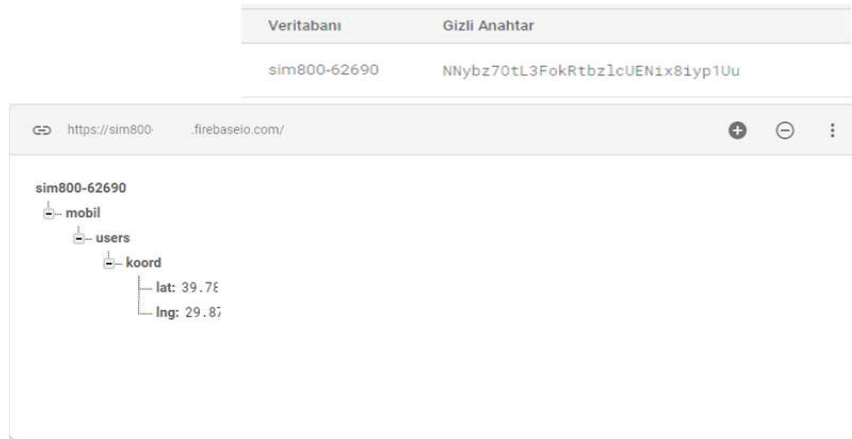 Veritabanı Gizli Anahtar
sim800-62690 NNybz70tL3FokRtbzlcUENix8iyp1Uu
https://sim800- .firebaseio.com/
sim800-62690
mobil
users
koord
lat: 39.78
lng: 29.87